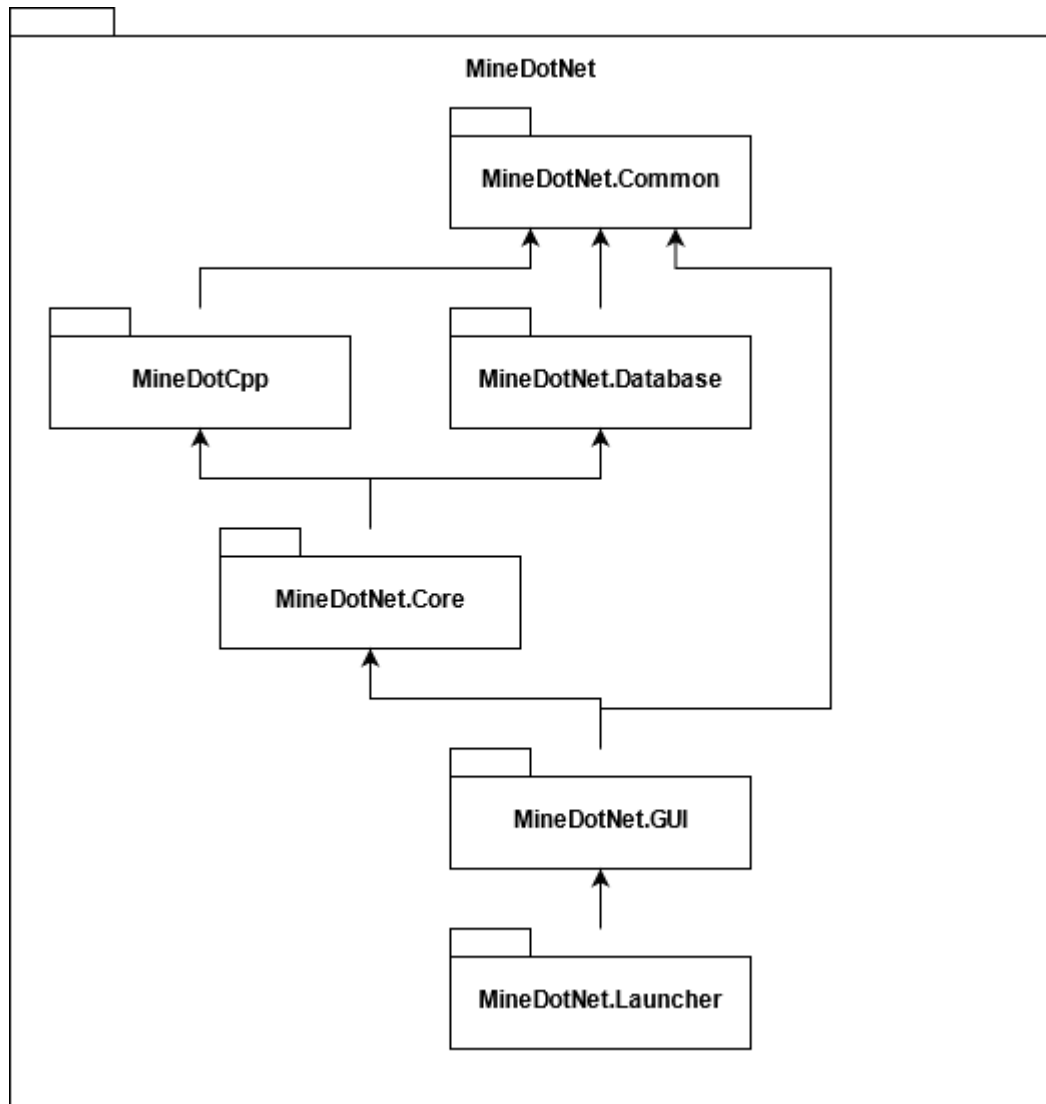 MineDotNet
MineDotNet.Common
MineDotCpp
MineDotNet.Database
MineDotNet.Core
MineDotNet.GUI
MineDotNet.Launcher